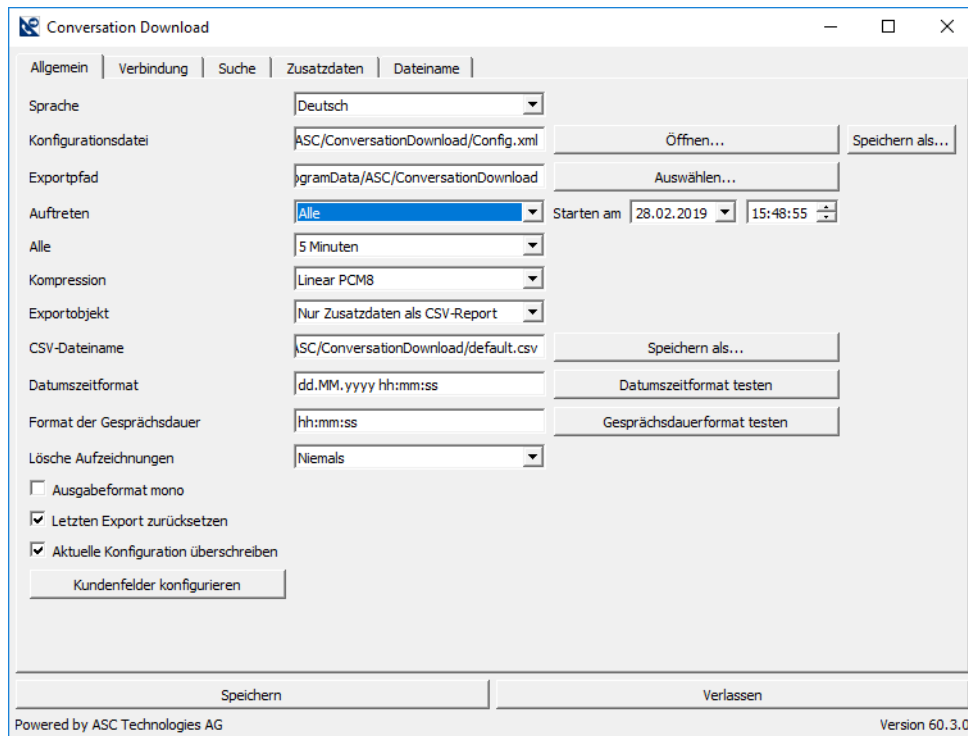 Conversation Download
Allgemein Verbindung Suche Zusatzdaten Dateiname
Sprache Deutsch
Konfigurationsdatei ASC/ConversationDownload/Config.xml Öffnen... Speichern als...
Exportpfad ogramData/ASC/ConversationDownload Auswählen...
Auftreten Alle Starten am 28.02.2019 15:48:55
Alle 5 Minuten
Kompression Linear PCM8
Exportobjekt Nur Zusatzdaten als CSV-Report
CSV-Dateiname ASC/ConversationDownload/default.csv Speichern als...
Datumszeitformat dd.MM.yyyy hh:mm:ss Datumszeitformat testen
Format der Gesprächsdauer hh:mm:ss Gesprächsdauerformat testen
Lösche Aufzeichnungen Niemals
Ausgabeformat mono
Letzten Export zurücksetzen
Aktuelle Konfiguration überschreiben
Kundenfelder konfigurieren
Speichern Verlassen
Powered by ASC Technologies AG Version 60.3.0